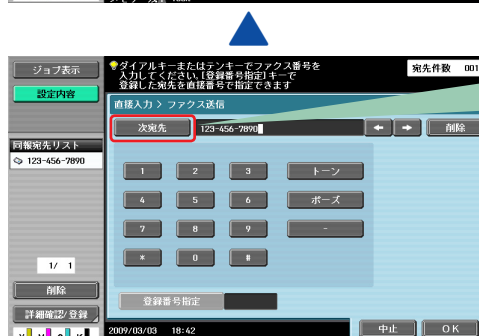 ジョブ表示
設定内容
💡ダイアルキーまたはテンキーでファクス番号を
入力してください。[登録番号指定]キーで
登録した宛先を直接番号で指定できます
宛先件数 001
直接入力 > ファクス送信
次宛先
123-456-7890
← →
削除
同報宛先リスト
123-456-7890
1 2 3 トーン
4 5 6 ポーズ
7 8 9 -
* 0 #
1/ 1
削除
登録番号指定
詳細確認/登録
2009/03/03 18:42
中止
OK